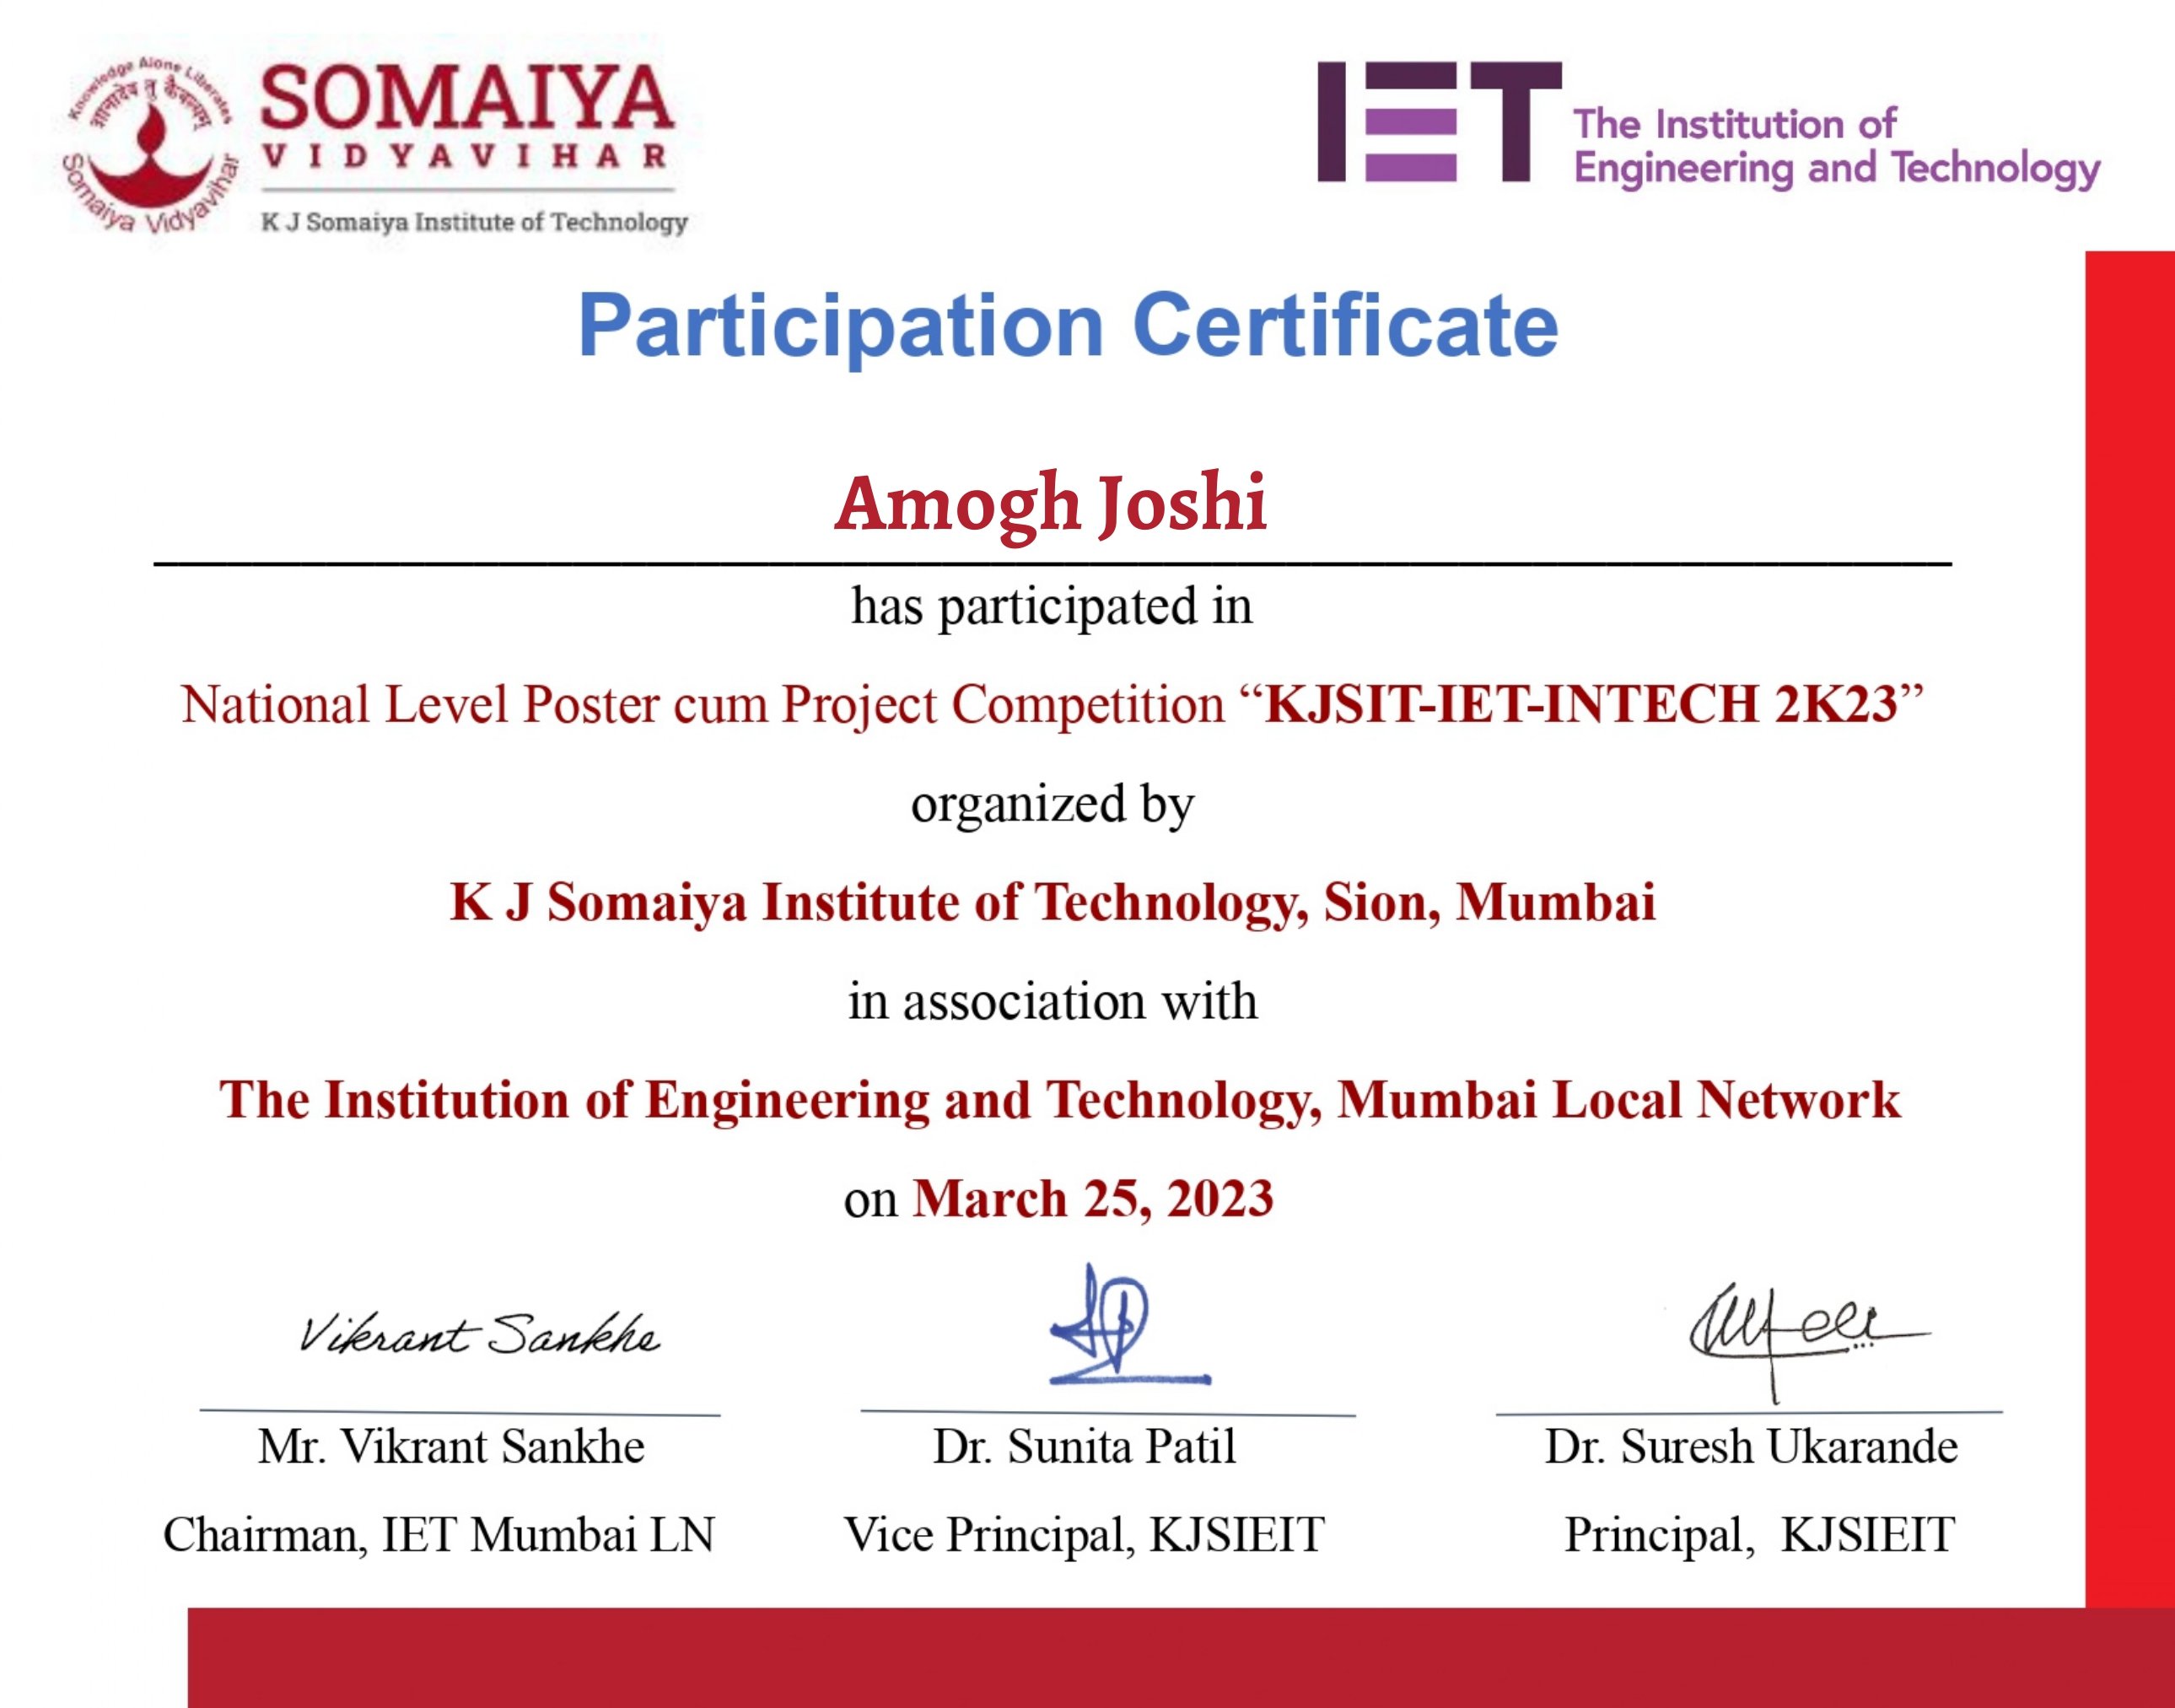 Knowledge Alone Liberates
ज्ञानादेव तु कैवल्यम्
Somaiya Vidyavihar
SOMAIYA
VIDYAVIHAR
K J Somaiya Institute of Technology
IET
The Institution of
Engineering and Technology
Participation Certificate
Amogh Joshi
has participated in
National Level Poster cum Project Competition “KJSIT-IET-INTECH 2K23”
organized by
K J Somaiya Institute of Technology, Sion, Mumbai
in association with
The Institution of Engineering and Technology, Mumbai Local Network
on March 25, 2023
Vikrant Sankhe
Mr. Vikrant Sankhe
Dr. Sunita Patil
Dr. Suresh Ukarande
Chairman, IET Mumbai LN
Vice Principal, KJSIEIT
Principal, KJSIEIT